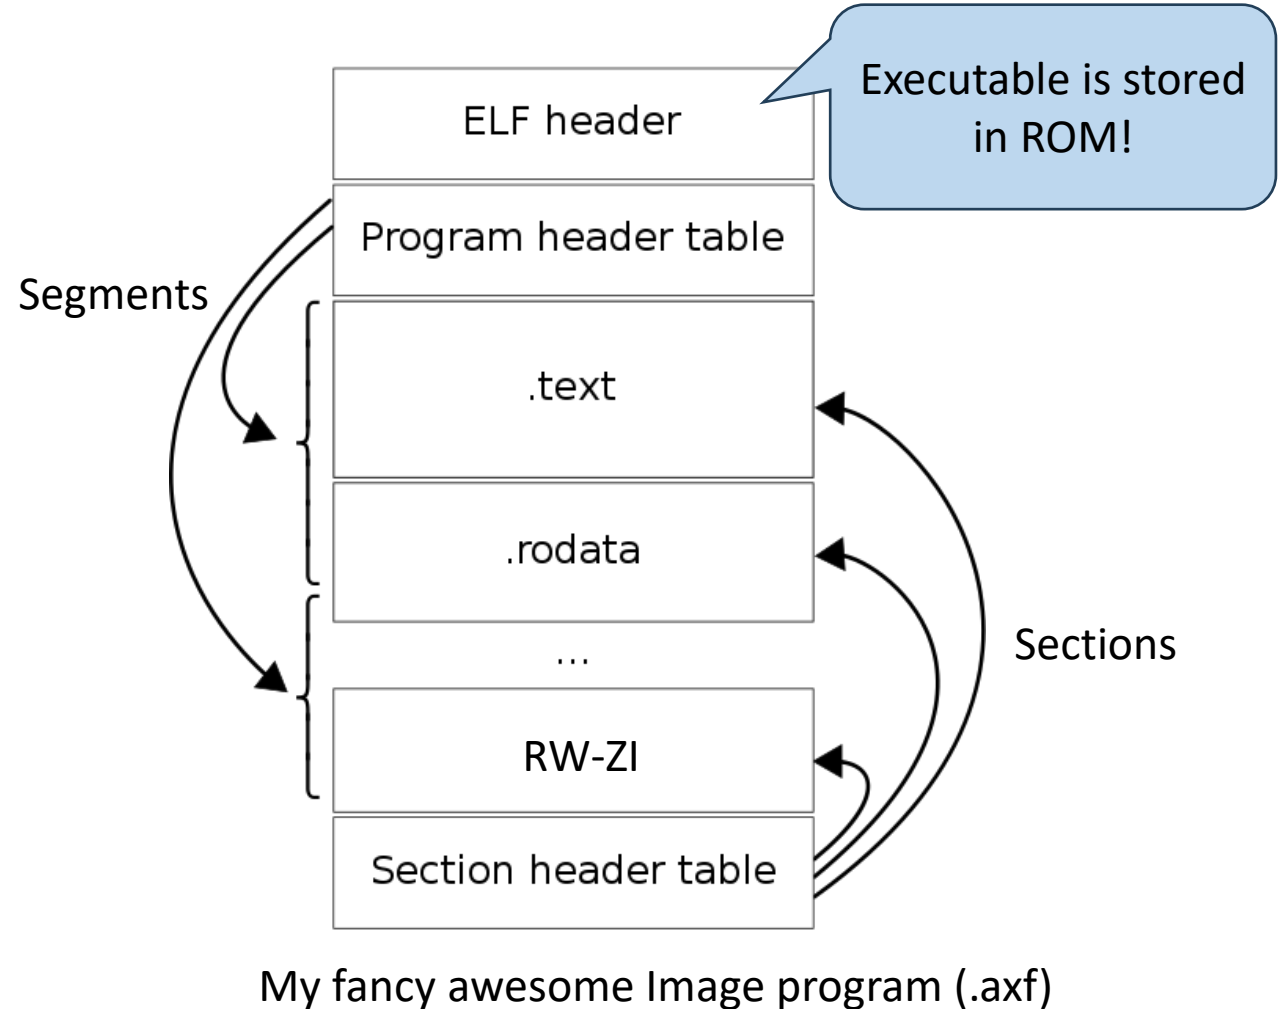 Executable is stored
in ROM!
ELF header
Program header table
Segments
.text
.rodata
...
Sections
RW-ZI
Section header table
My fancy awesome Image program (.axf)